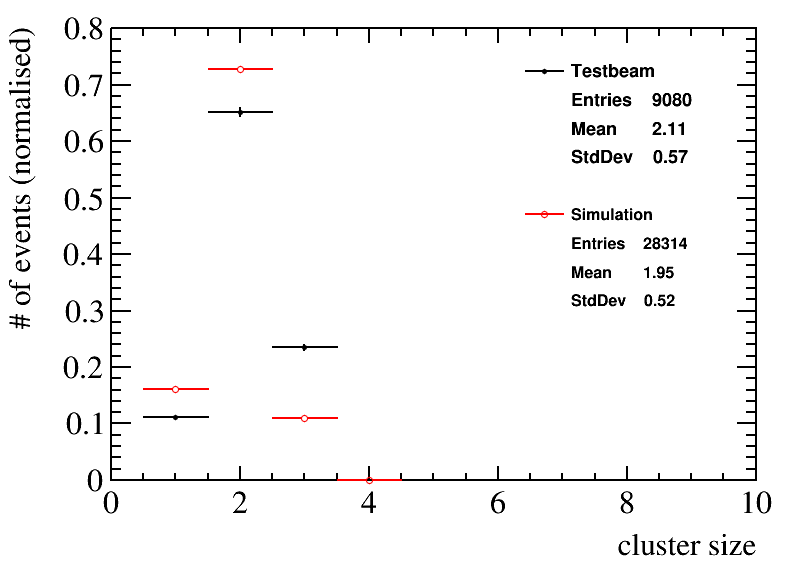 # of events (normalised)
0.8
0.7
0.6
0.5
0.4
0.3
0.2
0.1
0
0 2 4 6 8 10
cluster size
Testbeam
Entries 9080
Mean 2.11
StdDev 0.57
Simulation
Entries 28314
Mean 1.95
StdDev 0.52